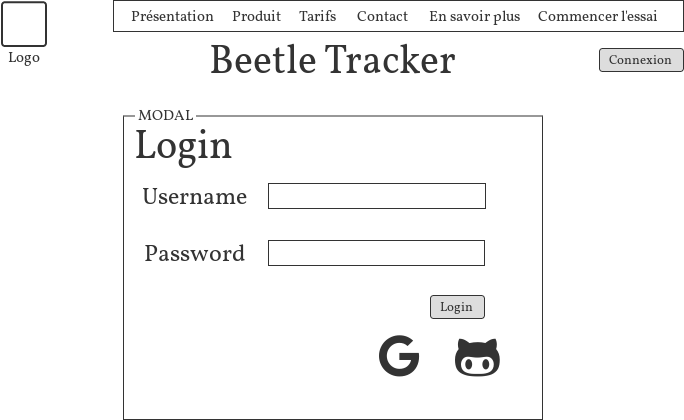 Présentation Produit Tarifs Contact En savoir plus Commencer l'essai
Logo
Beetle Tracker
Connexion
MODAL
Login
Username
Password
Login